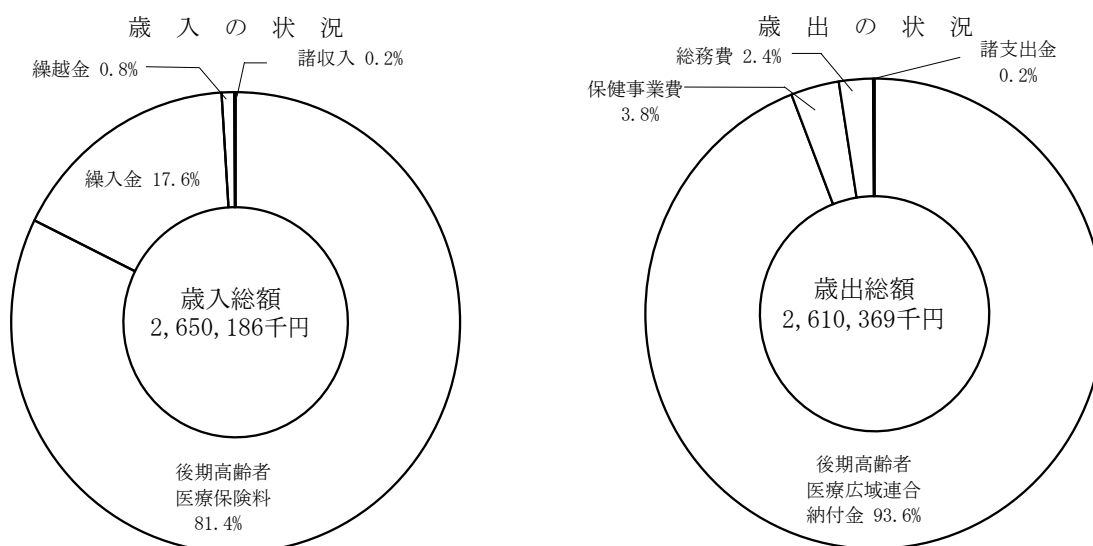 歳入の状況
繰越金 0.8%
諸収入 0.2%
繰入金 17.6%
歳入総額
2,650,186千円
後期高齢者
医療保険料
81.4%
歳出の状況
総務費 2.4%
諸支出金
0.2%
保健事業費
3.8%
歳出総額
2,610,369千円
後期高齢者
医療広域連合
納付金 93.6%